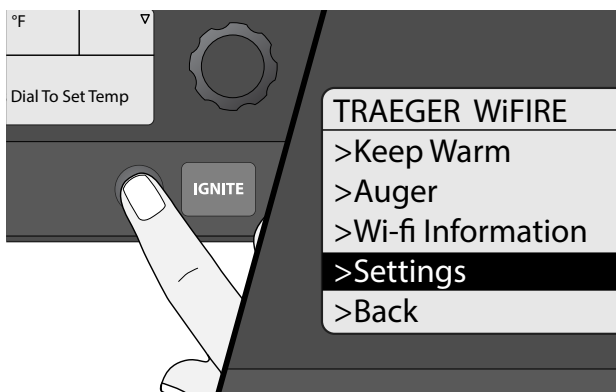 °F
Dial To Set Temp
IGNITE
TRAEGER WiFIRE
>Keep Warm
>Auger
>Wi-fi Information
>Settings
>Back